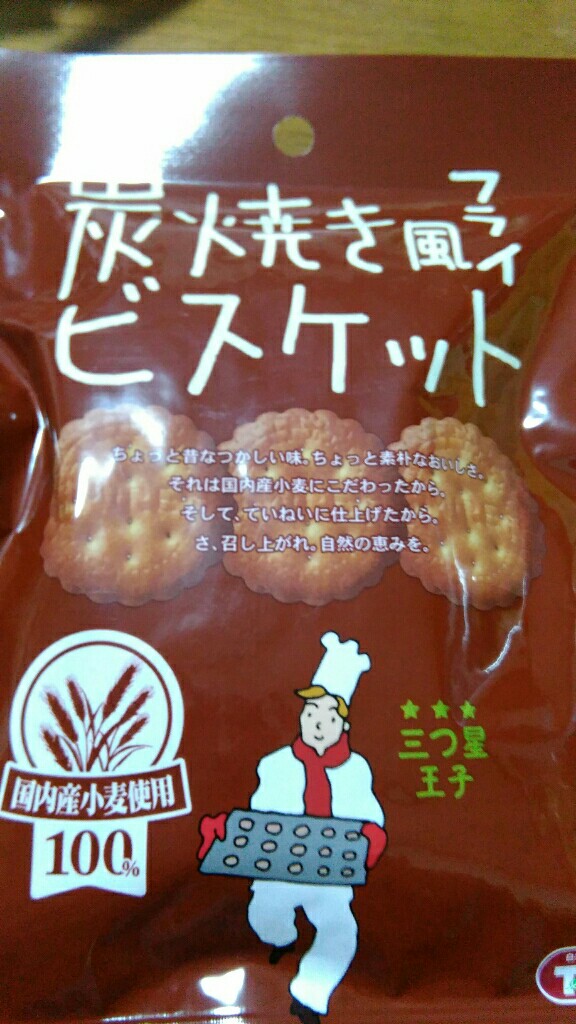 炭火焼き風フライ
ビスケット
ちょっと昔なつかしい味。ちょっと素朴なおいしさ。
それは国内産小麦にこだわったから。
そして、ていねいに仕上げたから。
さ、召し上がれ。自然の恵みを。
★★★
三つ星
王子
国内産小麦使用
100%